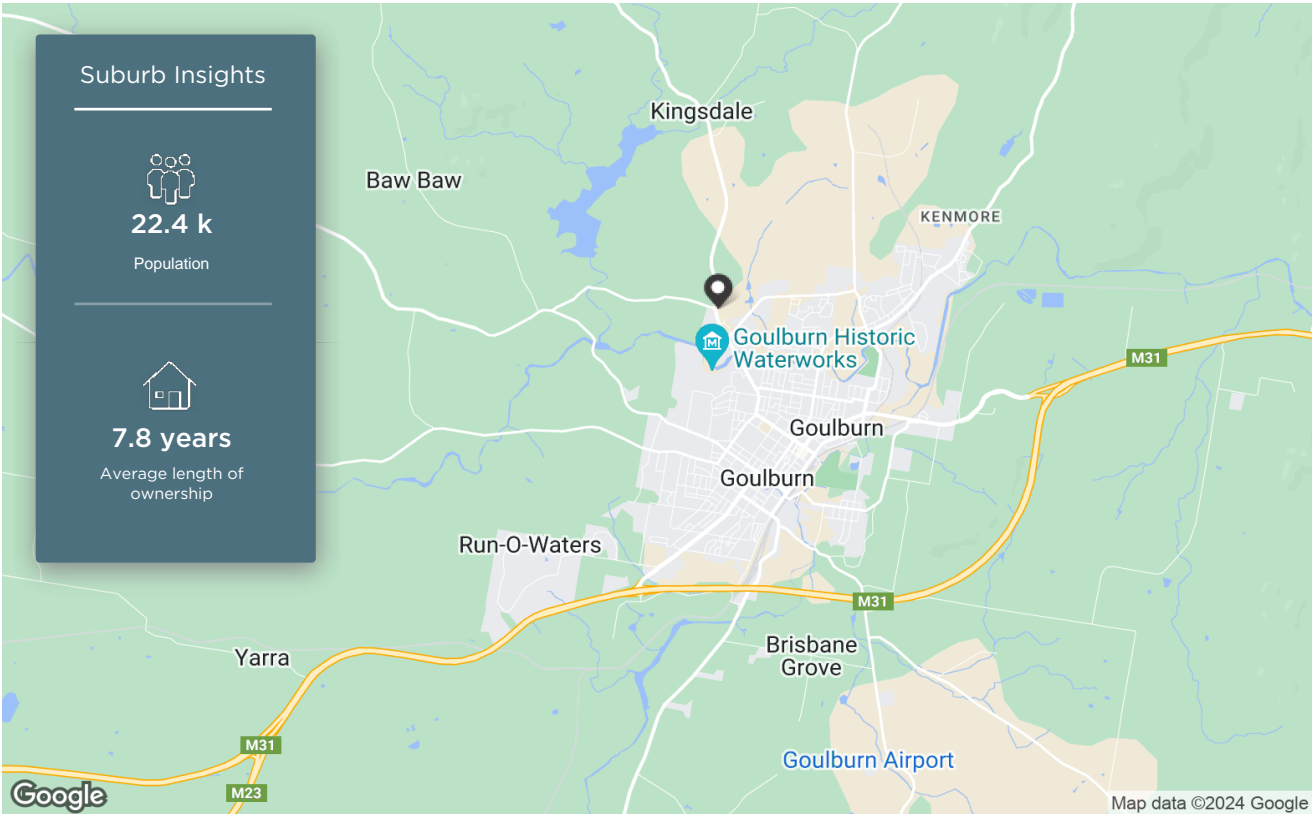 Suburb Insights
22.4 k
Population
7.8 years
Average length of
ownership
Kingsdale
Baw Baw
KENMORE
Goulburn Historic
Waterworks
M31
Goulburn
Goulburn
Run-O-Waters
M31
Brisbane
Grove
Yarra
M31
Goulburn Airport
M23
Google
Map data ©2024 Google